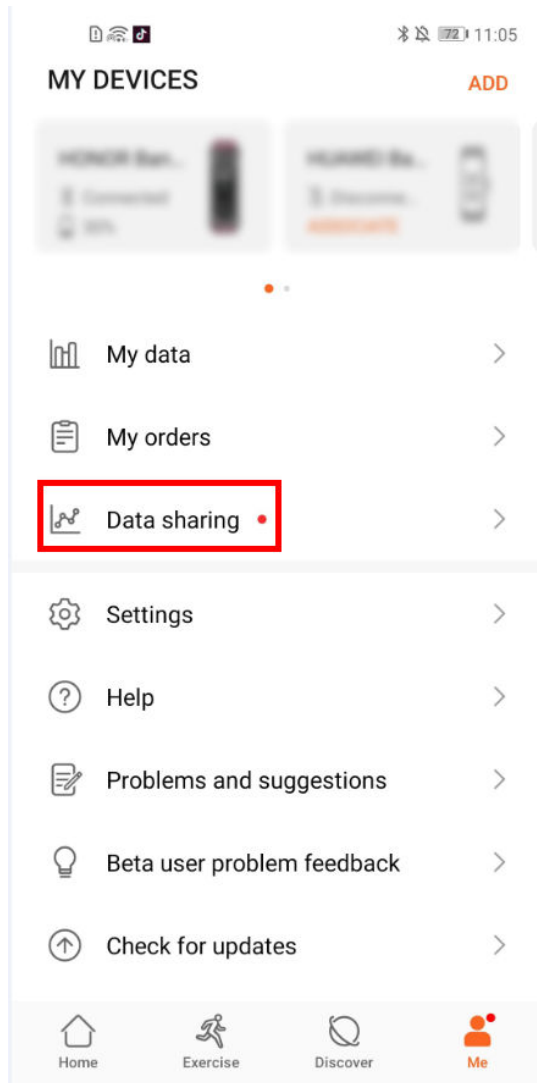 72 11:05
MY DEVICES ADD
My data
My orders
Data sharing
Settings
Help
Problems and suggestions
Beta user problem feedback
Check for updates
Home Exercise Discover Me